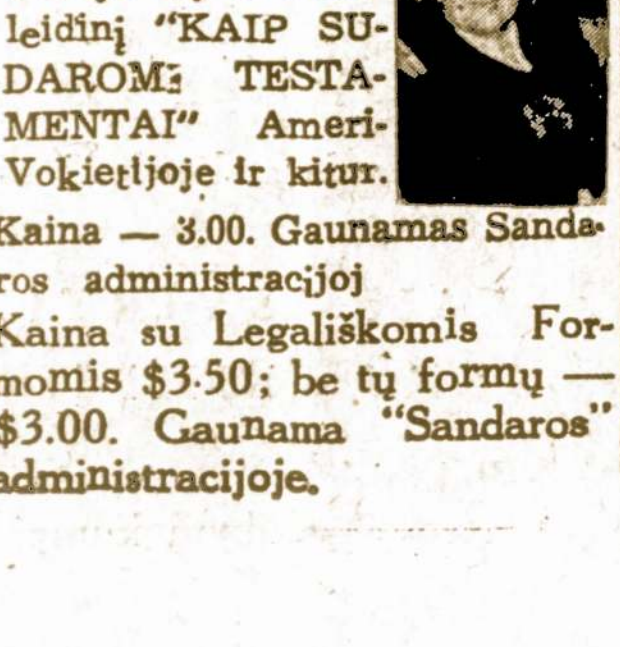 leidinį “KAIP SU-
DAROMI TESTA-
MENTAI” Ameri-
Vokietijoje ir kitur.
Kaina — 3.00. Gaunamas Sanda-
ros administracijoj
Kaina su Legališkomis For-
momis $3.50; be tų formų —
$3.00. Gaunama “Sandaros”
administracijoje.